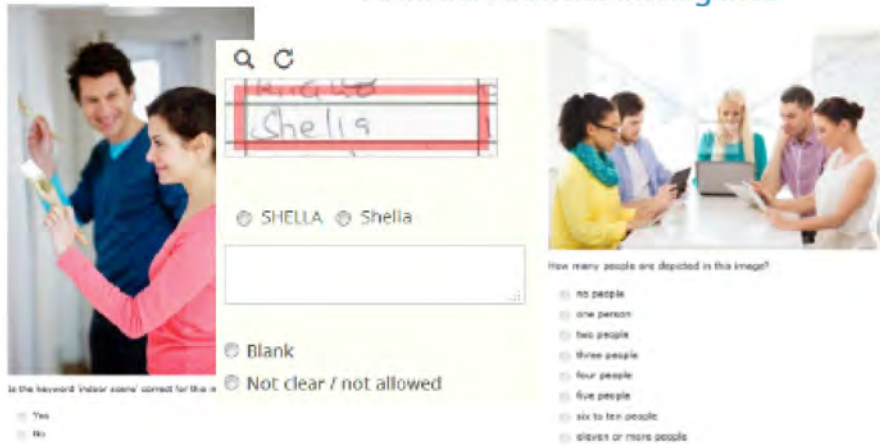 Shella
SHELLA Shella
Blank
Not clear / not allowed
Is the keyword 'indoor scene' correct for this
Yes
No
How many people are depicted in this image?
no people
one person
two people
three people
four people
five people
six to ten people
eleven or more people